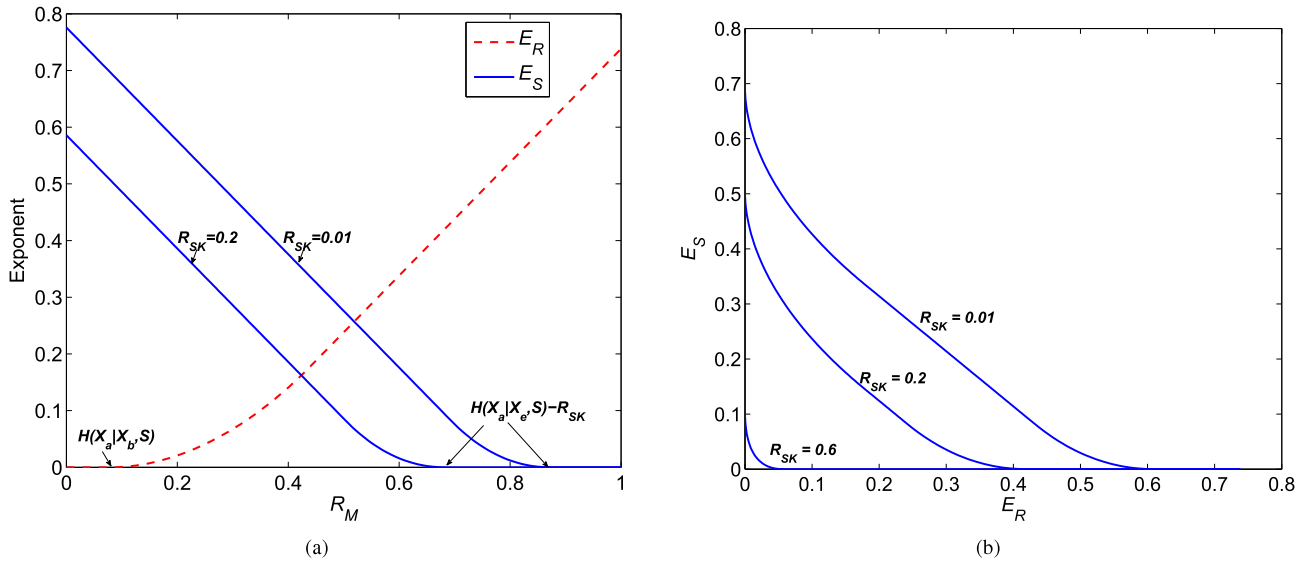 0.8
0.7
0.6
0.5
0.4
0.3
0.2
0.1
0
Exponent
E_R
E_S
R_SK=0.2
R_SK=0.01
H(X_a|X_b,S)
H(X_a|X_e,S)−R_SK
0 0.2 0.4 0.6 0.8 1
R_M
(a)
0.8
0.7
0.6
0.5
0.4
0.3
0.2
0.1
0
E_S
R_SK = 0.01
R_SK = 0.2
R_SK = 0.6
0 0.1 0.2 0.3 0.4 0.5 0.6 0.7 0.8
E_R
(b)